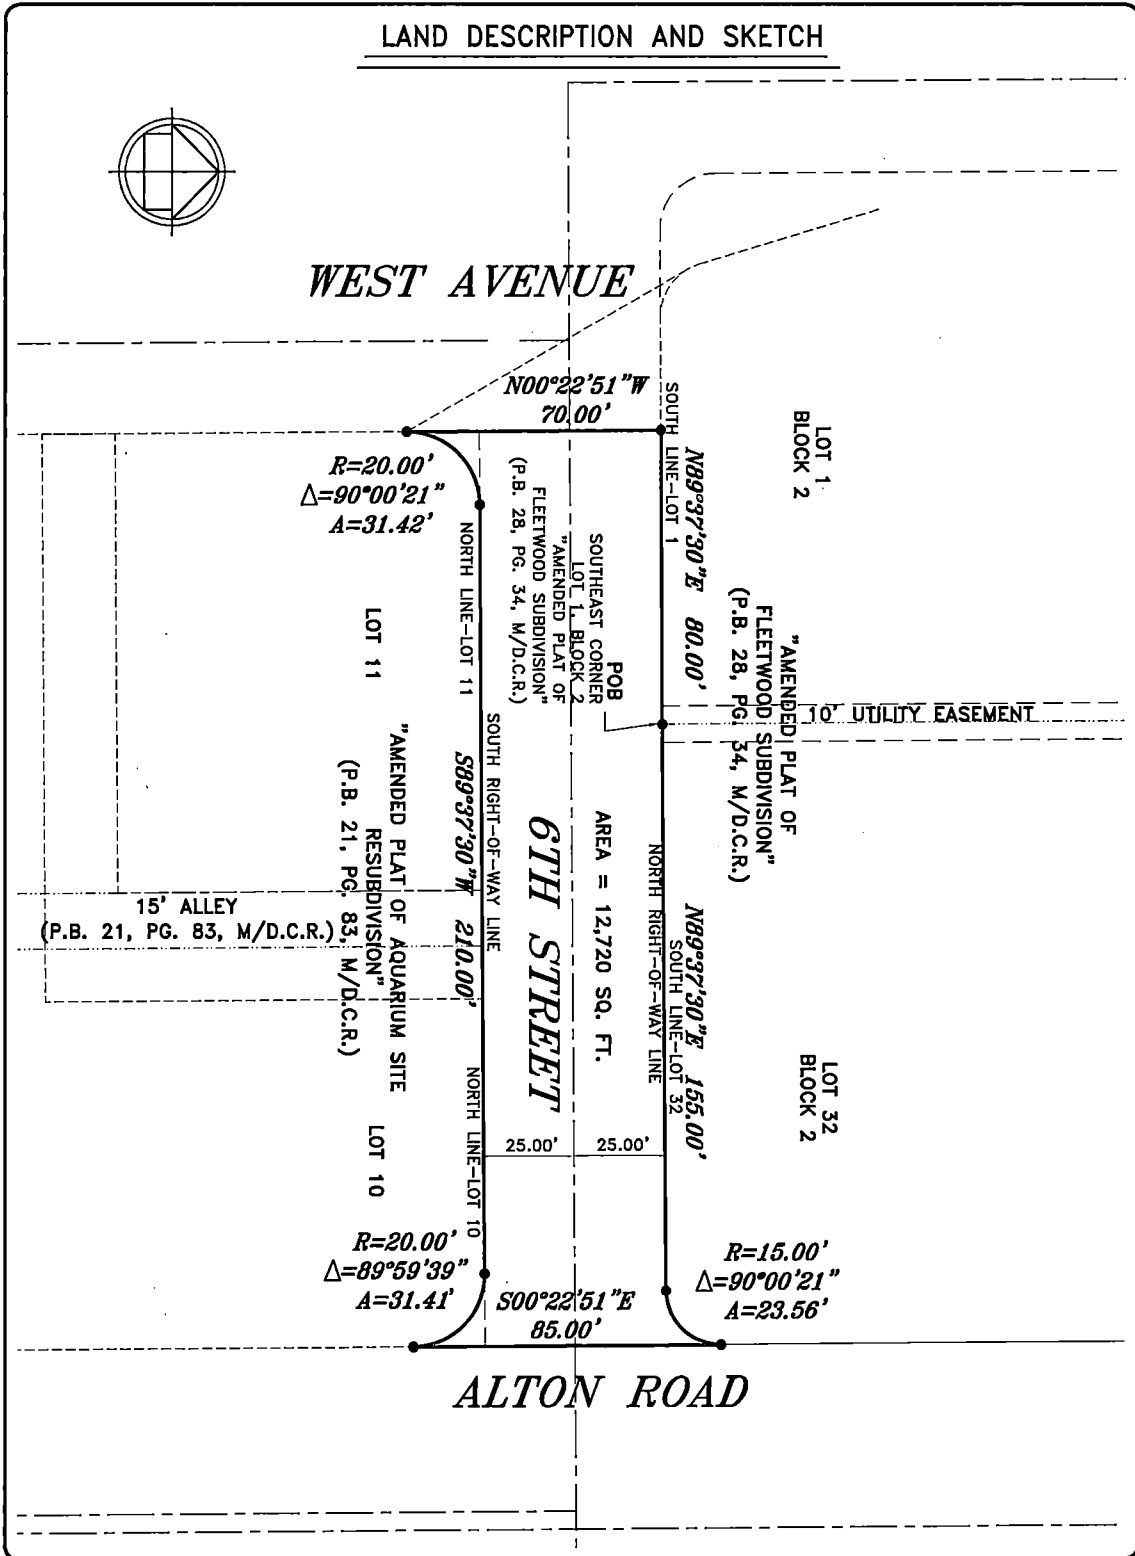 LAND DESCRIPTION AND SKETCH
WEST AVENUE
N00°22'51"W
70.00'
R=20.00'
Δ=90°00'21"
A=31.42'
SOUTH LINE-LOT 1
N89°37'30"E 80.00'
LOT 1
BLOCK 2
"AMENDED PLAT OF
FLEETWOOD SUBDIVISION"
(P.B. 28, PG. 34, M/D.C.R.)
SOUTHEAST CORNER
LOT 1, BLOCK 2
"AMENDED PLAT OF
FLEETWOOD SUBDIVISION"
(P.B. 28, PG. 34, M/D.C.R.)
POB
10' UTILITY EASEMENT
NORTH LINE-LOT 11
LOT 11
SOUTH RIGHT-OF-WAY LINE
S89°37'30"W 210.00'
"AMENDED PLAT OF AQUARIUM SITE
RESUBDIVISION"
(P.B. 21, PG. 83, M/D.C.R.)
15' ALLEY
(P.B. 21, PG. 83, M/D.C.R.)
6TH STREET
AREA = 12,720 SQ. FT.
NORTH RIGHT-OF-WAY LINE
SOUTH LINE-LOT 32
N89°37'30"E 155.00'
LOT 32
BLOCK 2
NORTH LINE-LOT 10
LOT 10
25.00'
25.00'
R=20.00'
Δ=89°59'39"
A=31.41'
S00°22'51"E
85.00'
R=15.00'
Δ=90°00'21"
A=23.56'
ALTON ROAD